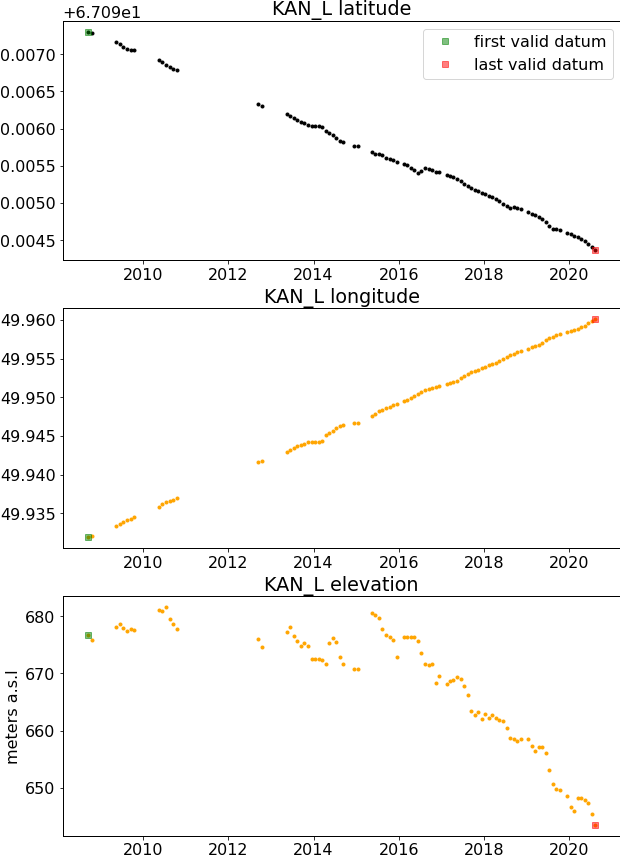 KAN_L latitude
+6.709e1
first valid datum
last valid datum
0.0070
0.0065
0.0060
0.0055
0.0050
0.0045
2010 2012 2014 2016 2018 2020
KAN_L longitude
49.960
49.955
49.950
49.945
49.940
49.935
2010 2012 2014 2016 2018 2020
KAN_L elevation
meters a.s.l
680
670
660
650
2010 2012 2014 2016 2018 2020